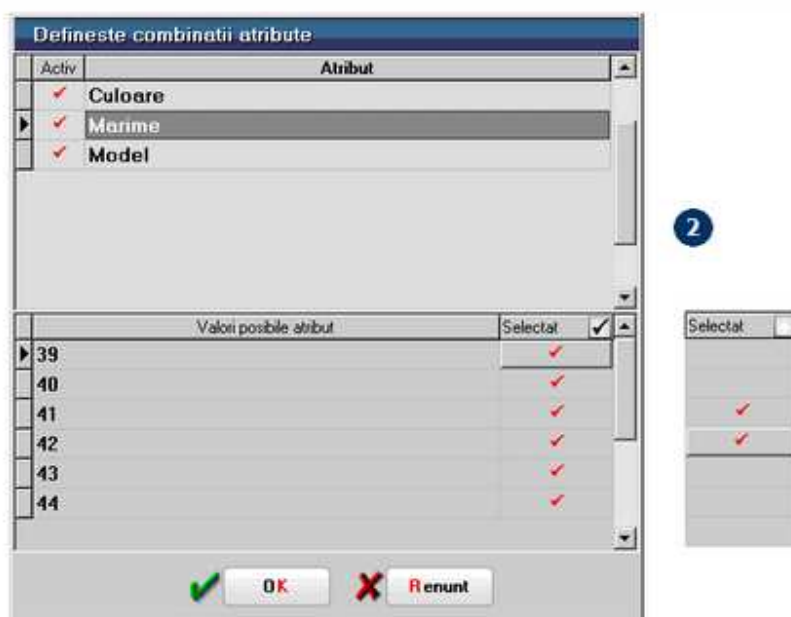 Defineste combinatii atribute
Activ Atribut
Culoare
Marime
Model
2
Valori posibile atribut Selectat
Selectat
39
40
41
42
43
44
OK Renunt